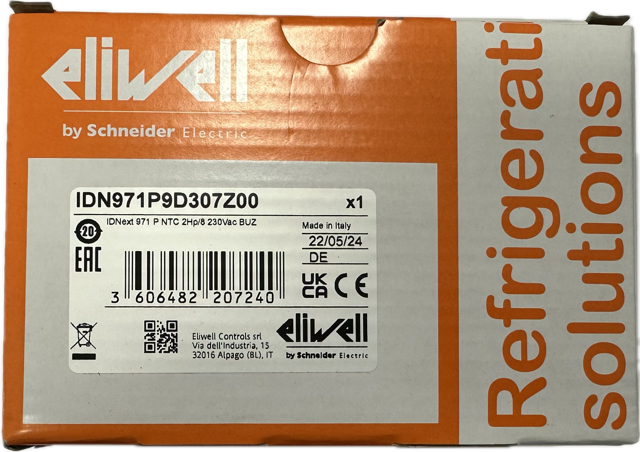 eliwell
by Schneider Electric
Refrigerati
solutions
IDN971P9D307Z00 x1
IDNext 971 P NTC 2Hp/8 230Vac BUZ
20
EAC
Made in Italy
22/05/24
DE
UK
CA CE
3 606482 207240
Eliwell Controls srl
Via dell'Industria, 15
32016 Alpago (BL), IT
eliwell
by Schneider Electric